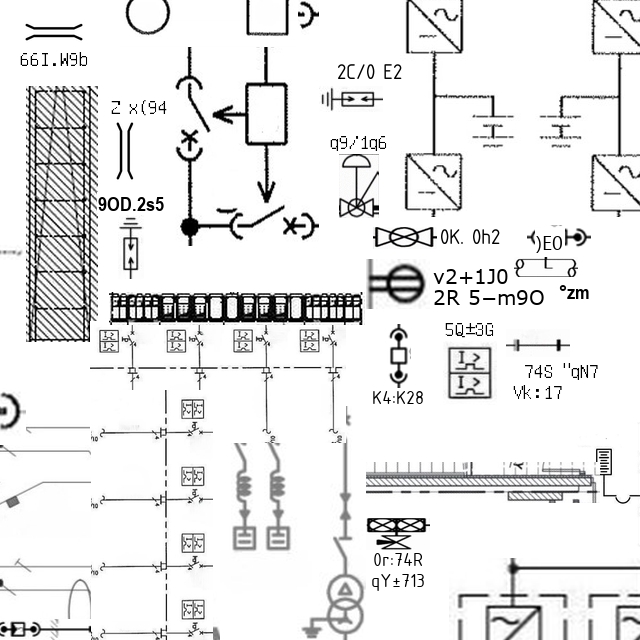 66I.W9b
2C/0 E2
Z x(94
q9/'1q6
9OD.2s5
0K. 0h2
)EO
L
v2+1J0
2R 5−m9O
°zm
5Q±3G
74S "qN7
Vk:17
K4:K28
0r:74R
qY±713